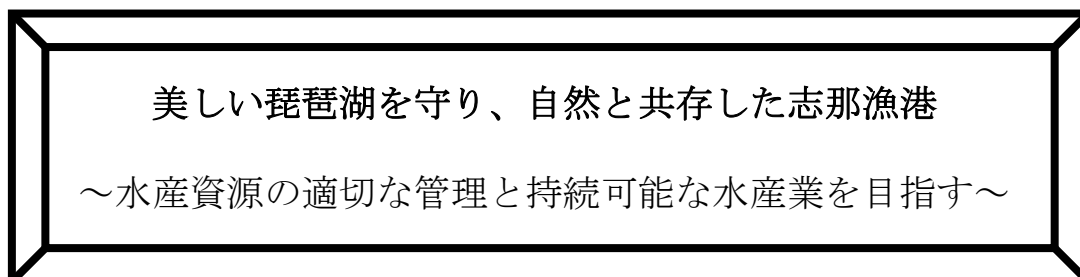 美しい琵琶湖を守り、自然と共存した志那漁港
～水産資源の適切な管理と持続可能な水産業を目指す～